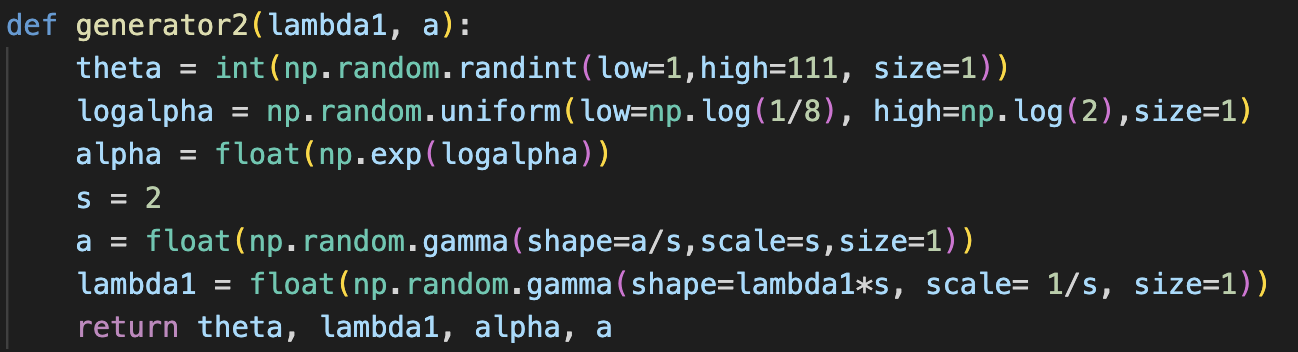 def generator2(lambda1, a):
    theta = int(np.random.randint(low=1,high=111, size=1))
    logalpha = np.random.uniform(low=np.log(1/8), high=np.log(2),size=1)
    alpha = float(np.exp(logalpha))
    s = 2
    a = float(np.random.gamma(shape=a/s,scale=s,size=1))
    lambda1 = float(np.random.gamma(shape=lambda1*s, scale= 1/s, size=1))
    return theta, lambda1, alpha, a